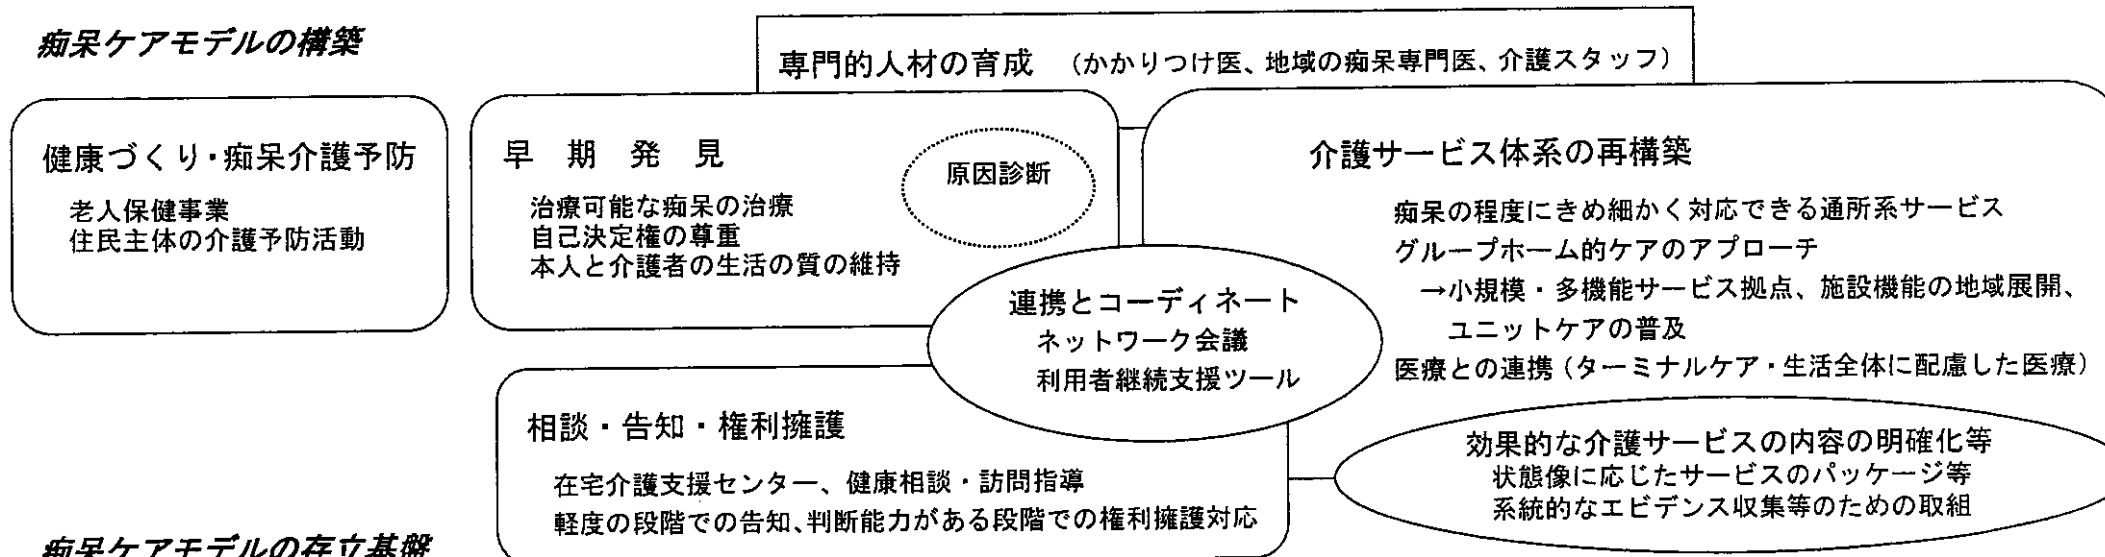 痴呆ケアモデルの構築
専門的人材の育成 （かかりつけ医、地域の痴呆専門医、介護スタッフ）
健康づくり・痴呆介護予防
老人保健事業
住民主体の介護予防活動
早期発見
治療可能な痴呆の治療
自己決定権の尊重
本人と介護者の生活の質の維持
原因診断
介護サービス体系の再構築
痴呆の程度にきめ細かく対応できる通所系サービス
グループホーム的ケアのアプローチ
→小規模・多機能サービス拠点、施設機能の地域展開、
ユニットケアの普及
医療との連携（ターミナルケア・生活全体に配慮した医療）
連携とコーディネート
ネットワーク会議
利用者継続支援ツール
相談・告知・権利擁護
在宅介護支援センター、健康相談・訪問指導
軽度の段階での告知、判断能力がある段階での権利擁護対応
効果的な介護サービスの内容の明確化等
状態像に応じたサービスのパッケージ等
系統的なエビデンス収集等のための取組
痴呆ケアモデルの存立基盤